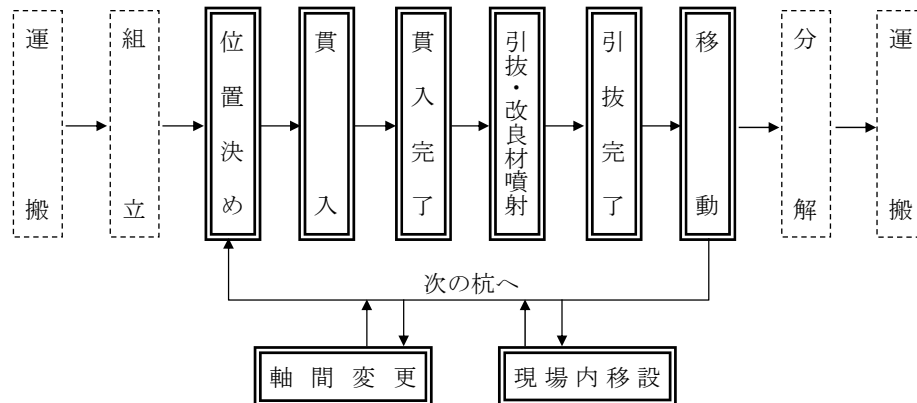 運搬
組立
位置決め
貫入
貫入完了
引抜・改良材噴射
引抜完了
移動
分解
運搬
次の杭へ
軸間変更
現場内移設